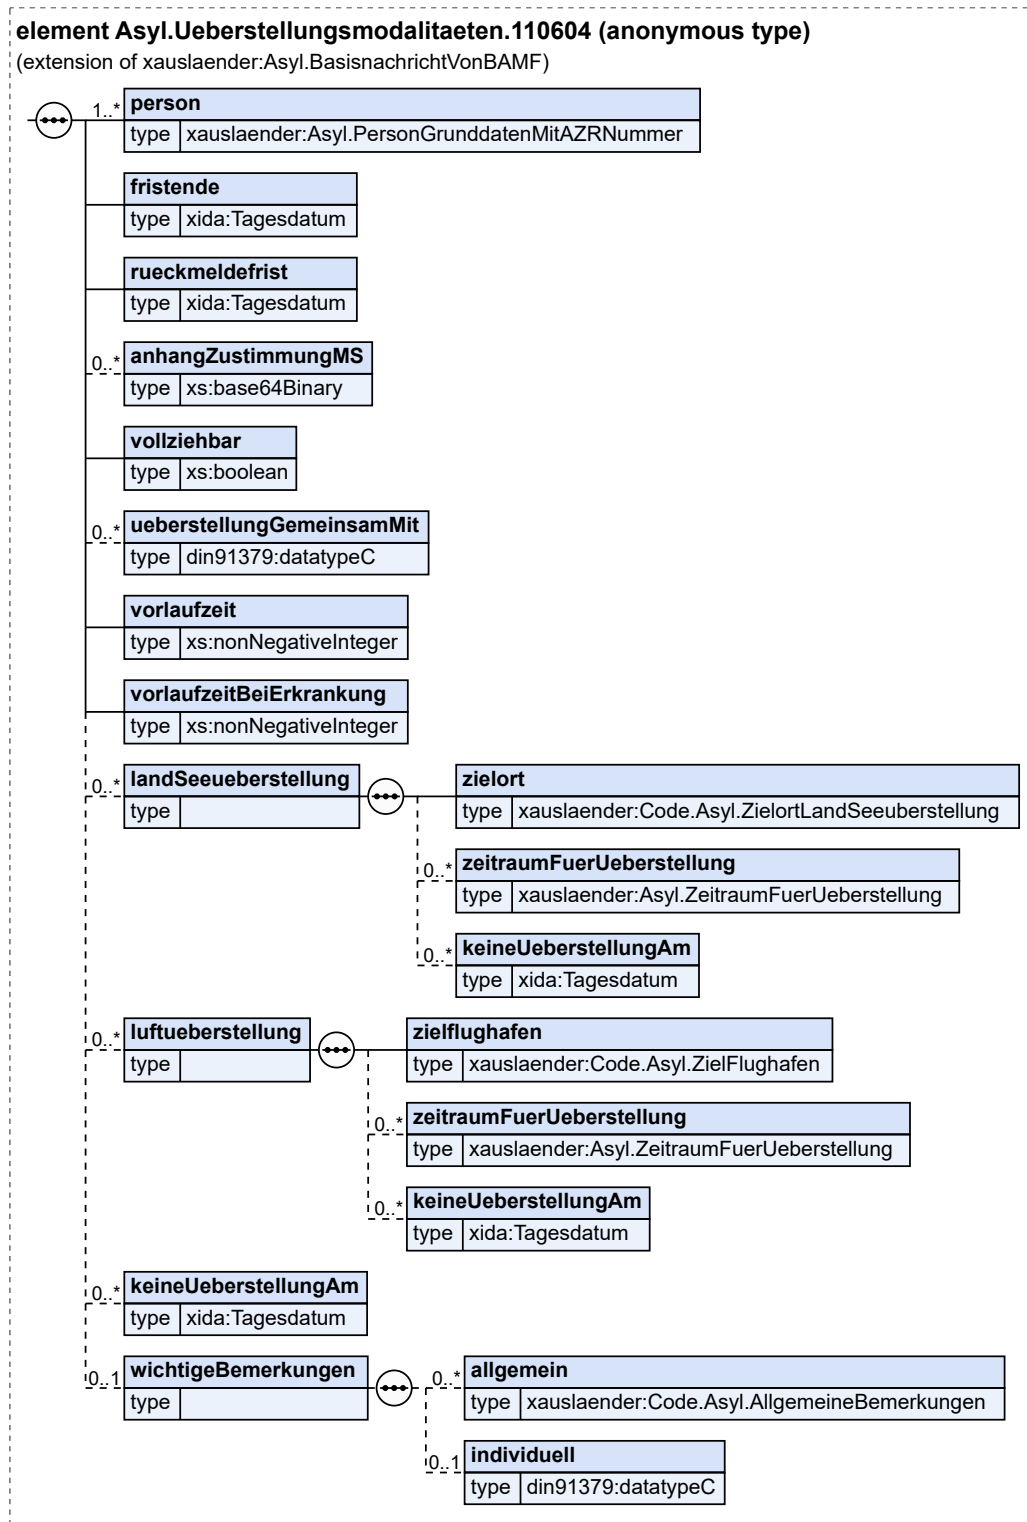 element Asyl.Ueberstellungsmodalitaeten.110604 (anonymous type)
(extension of xauslaender:Asyl.BasisnachrichtVonBAMF)
1..* person
type xauslaender:Asyl.PersonGrunddatenMitAZRNummer
fristende
type xida:Tagesdatum
rueckmeldefrist
type xida:Tagesdatum
0..* anhangZustimmungMS
type xs:base64Binary
vollziehbar
type xs:boolean
0..* ueberstellungGemeinsamMit
type din91379:datatypeC
vorlaufzeit
type xs:nonNegativeInteger
vorlaufzeitBeiErkrankung
type xs:nonNegativeInteger
0..* landSeeueberstellung
type
zielort
type xauslaender:Code.Asyl.ZielortLandSeeuberstellung
0..* zeitraumFuerUeberstellung
type xauslaender:Asyl.ZeitraumFuerUeberstellung
0..* keineUeberstellungAm
type xida:Tagesdatum
0..* luftueberstellung
type
zielflughafen
type xauslaender:Code.Asyl.ZielFlughafen
0..* zeitraumFuerUeberstellung
type xauslaender:Asyl.ZeitraumFuerUeberstellung
0..* keineUeberstellungAm
type xida:Tagesdatum
0..* keineUeberstellungAm
type xida:Tagesdatum
0..1 wichtigeBemerkungen
type
0..* allgemein
type xauslaender:Code.Asyl.AllgemeineBemerkungen
0..1 individuell
type din91379:datatypeC